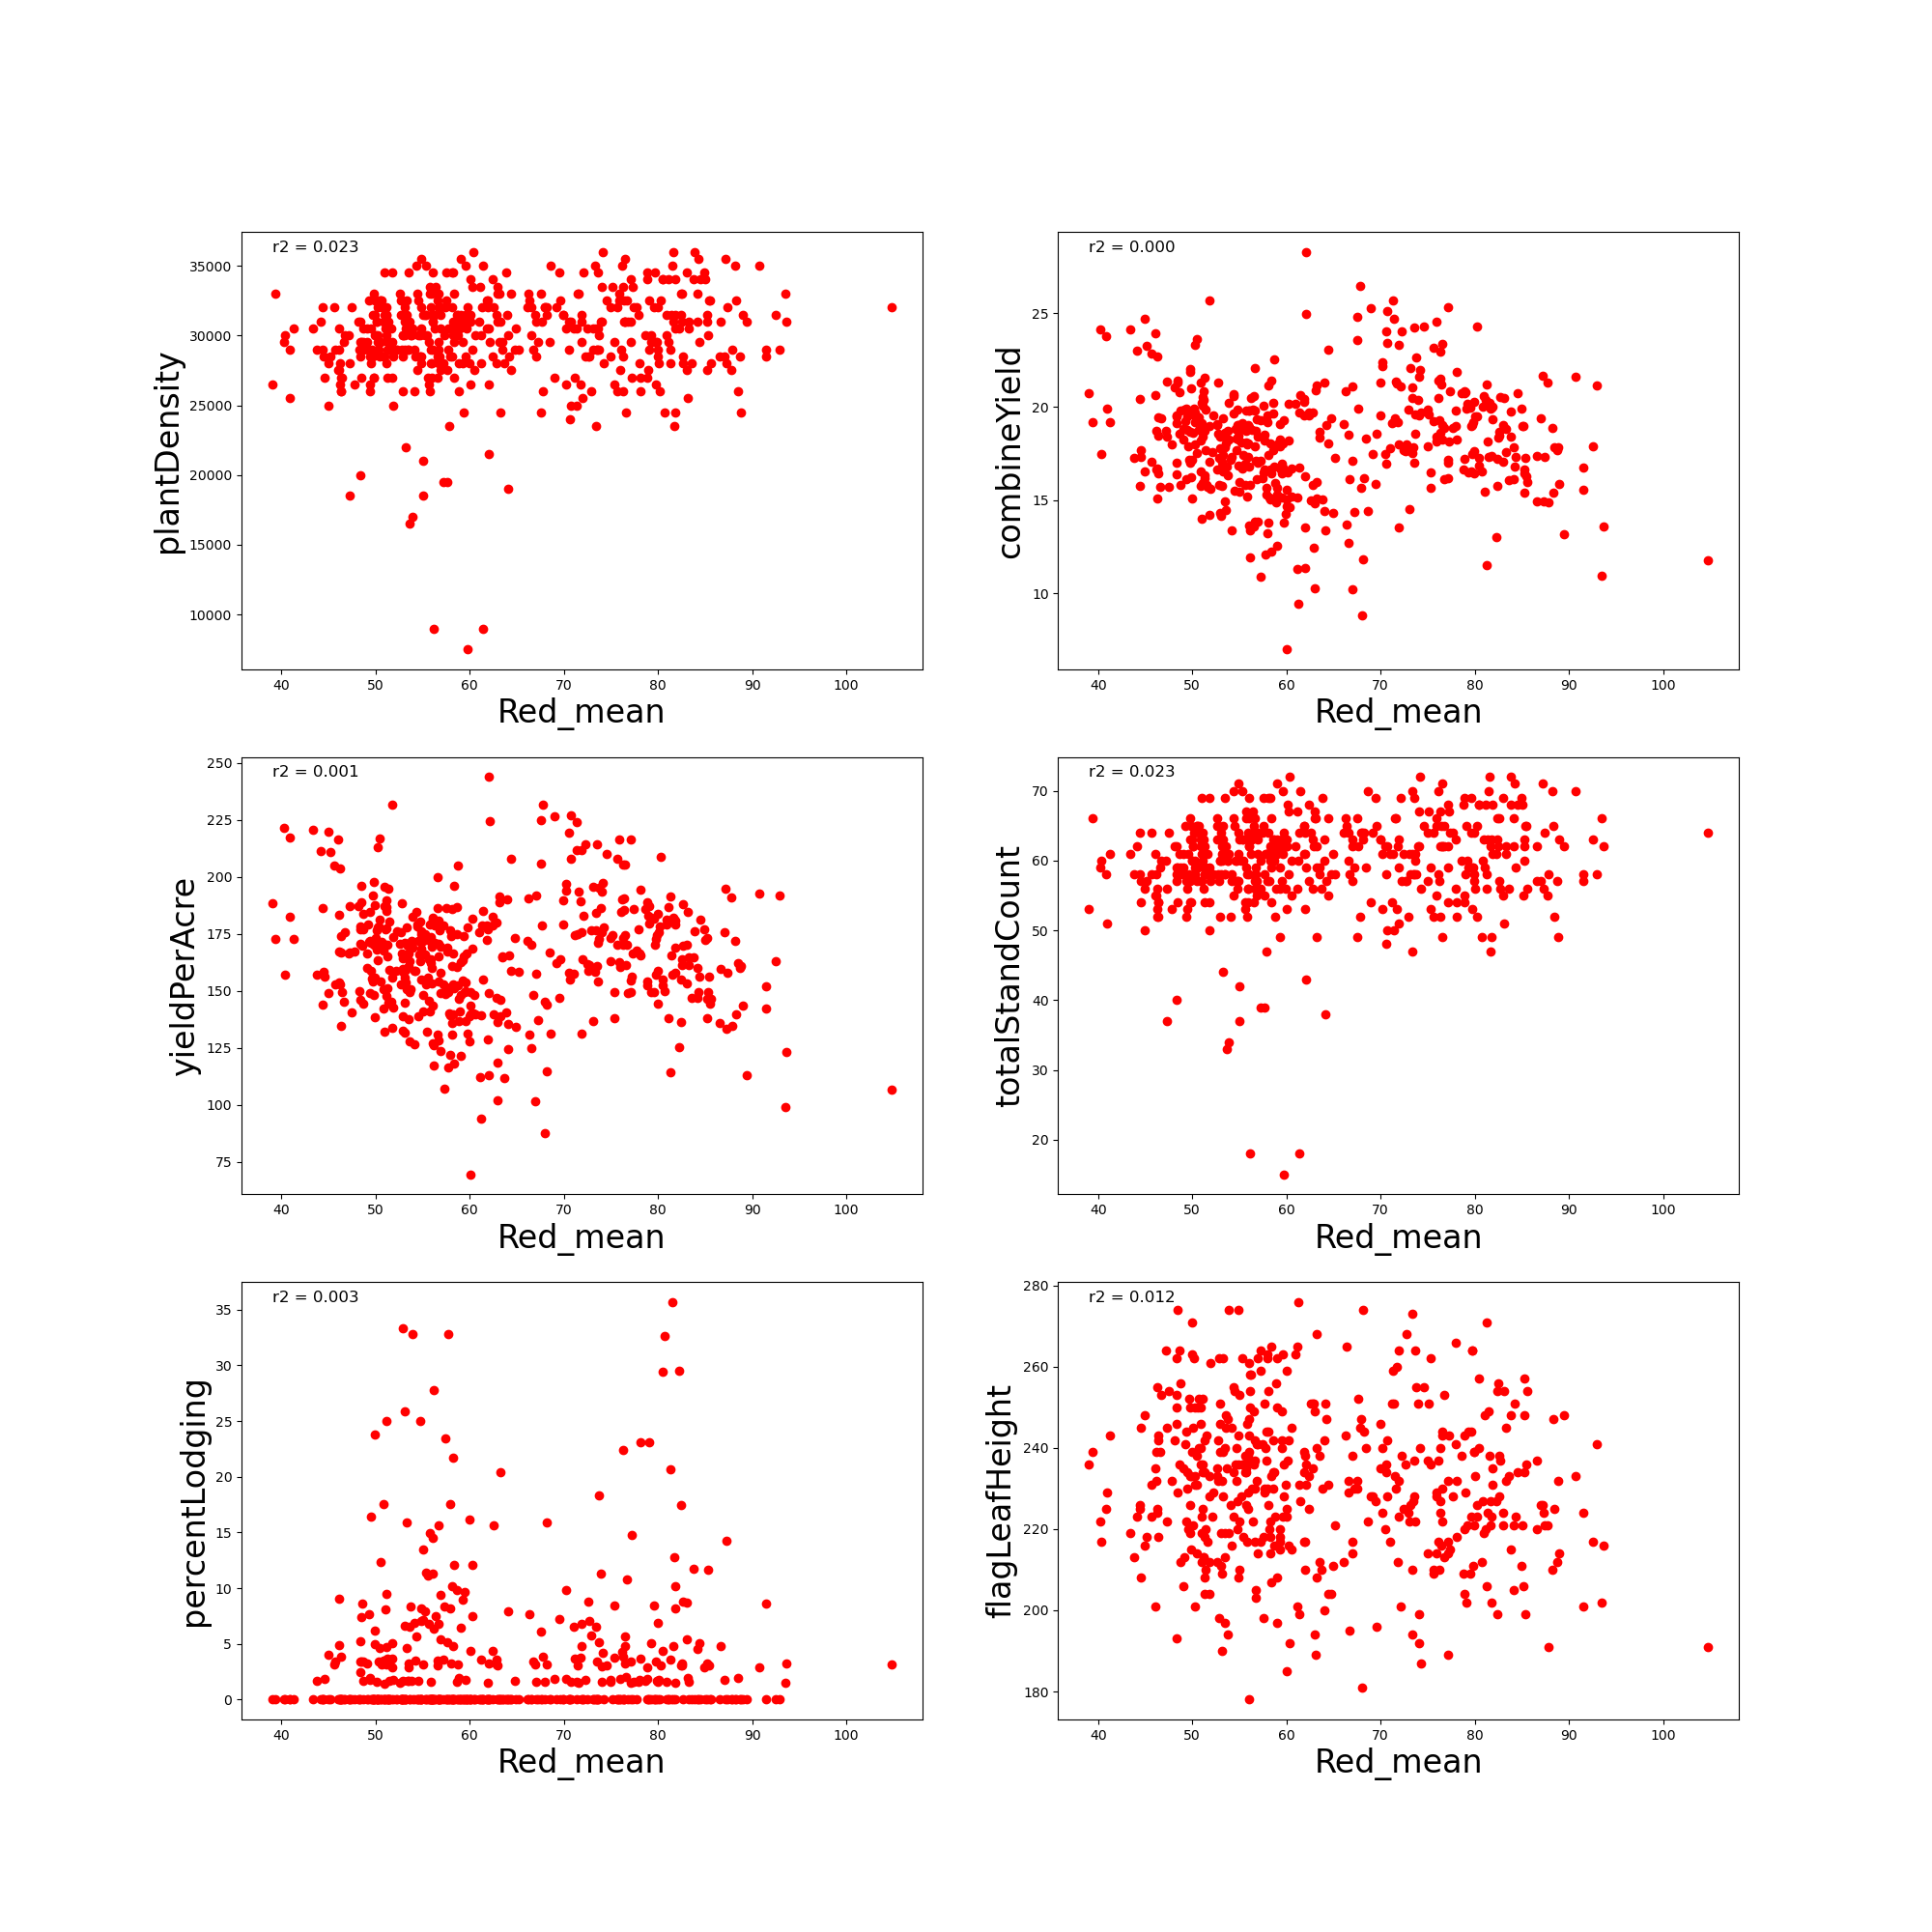 r2 = 0.023
35000
30000
25000
20000
15000
10000
plantDensity
40 50 60 70 80 90 100
Red_mean
r2 = 0.000
25
20
15
10
combineYield
40 50 60 70 80 90 100
Red_mean
r2 = 0.001
250
225
200
175
150
125
100
75
yieldPerAcre
40 50 60 70 80 90 100
Red_mean
r2 = 0.023
70
60
50
40
30
20
totalStandCount
40 50 60 70 80 90 100
Red_mean
r2 = 0.003
35
30
25
20
15
10
5
0
percentLodging
40 50 60 70 80 90 100
Red_mean
r2 = 0.012
280
260
240
220
200
180
flagLeafHeight
40 50 60 70 80 90 100
Red_mean